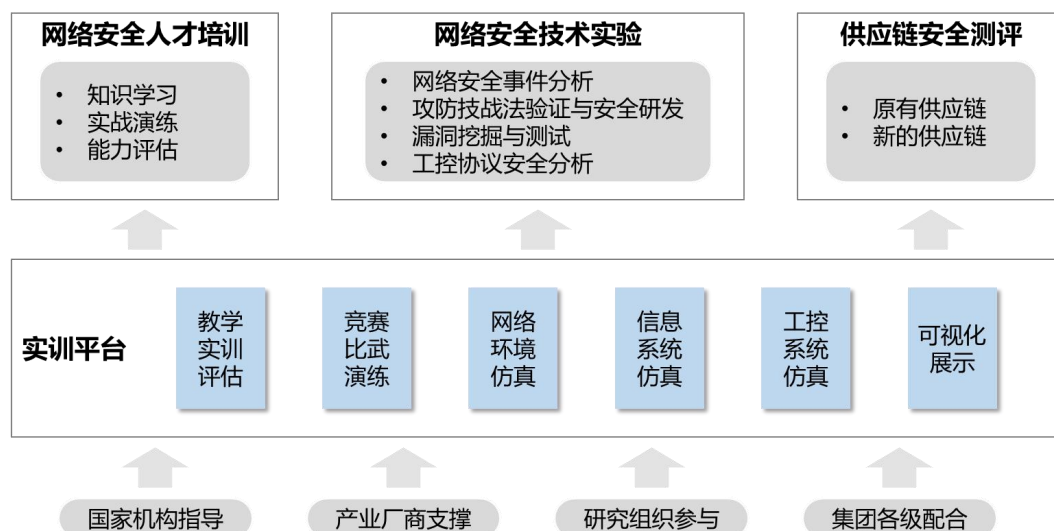 网络安全人才培训
• 知识学习
• 实战演练
• 能力评估
网络安全技术实验
• 网络安全事件分析
• 攻防技战法验证与安全研发
• 漏洞挖掘与测试
• 工控协议安全分析
供应链安全测评
• 原有供应链
• 新的供应链
实训平台
教学
实训
评估
竞赛
比武
演练
网络
环境
仿真
信息
系统
仿真
工控
系统
仿真
可视化
展示
国家机构指导
产业厂商支撑
研究组织参与
集团各级配合